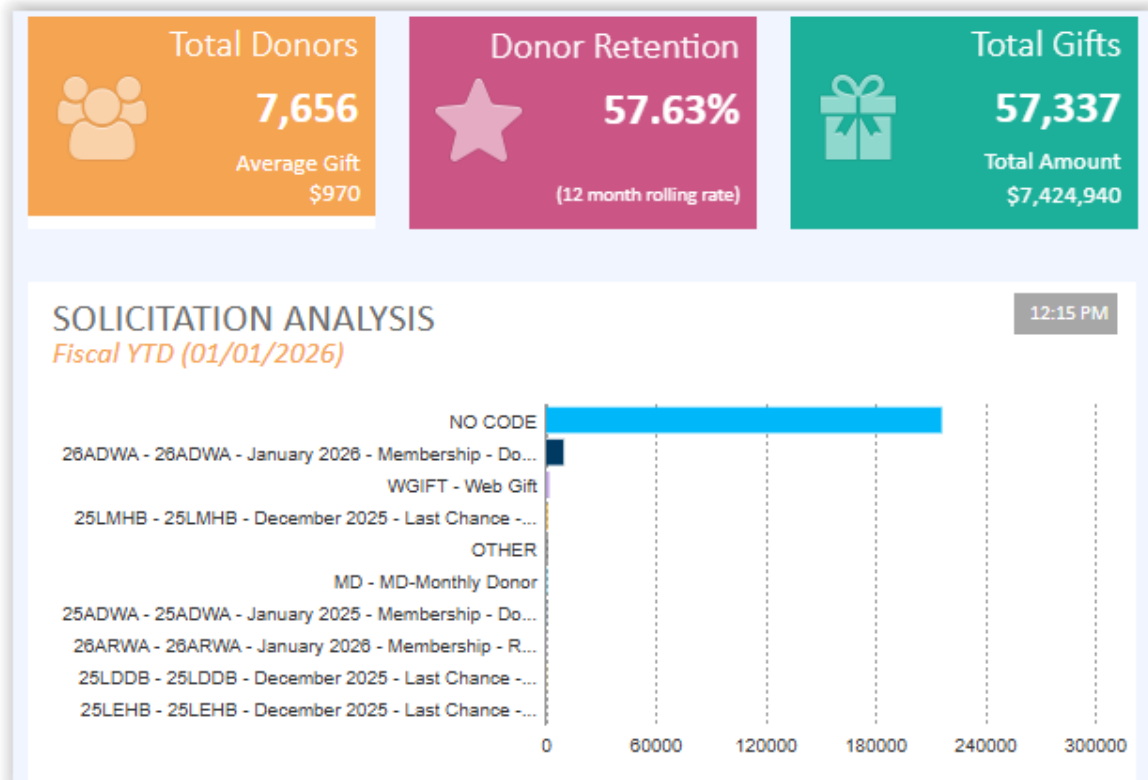 Total Donors
7,656
Average Gift
$970
Donor Retention
57.63%
(12 month rolling rate)
Total Gifts
57,337
Total Amount
$7,424,940
SOLICITATION ANALYSIS
12:15 PM
Fiscal YTD (01/01/2026)
NO CODE
26ADWA - 26ADWA - January 2026 - Membership - Do...
WGIFT - Web Gift
25LMHB - 25LMHB - December 2025 - Last Chance -...
OTHER
MD - MD-Monthly Donor
25ADWA - 25ADWA - January 2025 - Membership - Do...
26ARWA - 26ARWA - January 2026 - Membership - R...
25LDDB - 25LDDB - December 2025 - Last Chance -...
25LEHB - 25LEHB - December 2025 - Last Chance -...
0 60000 120000 180000 240000 300000